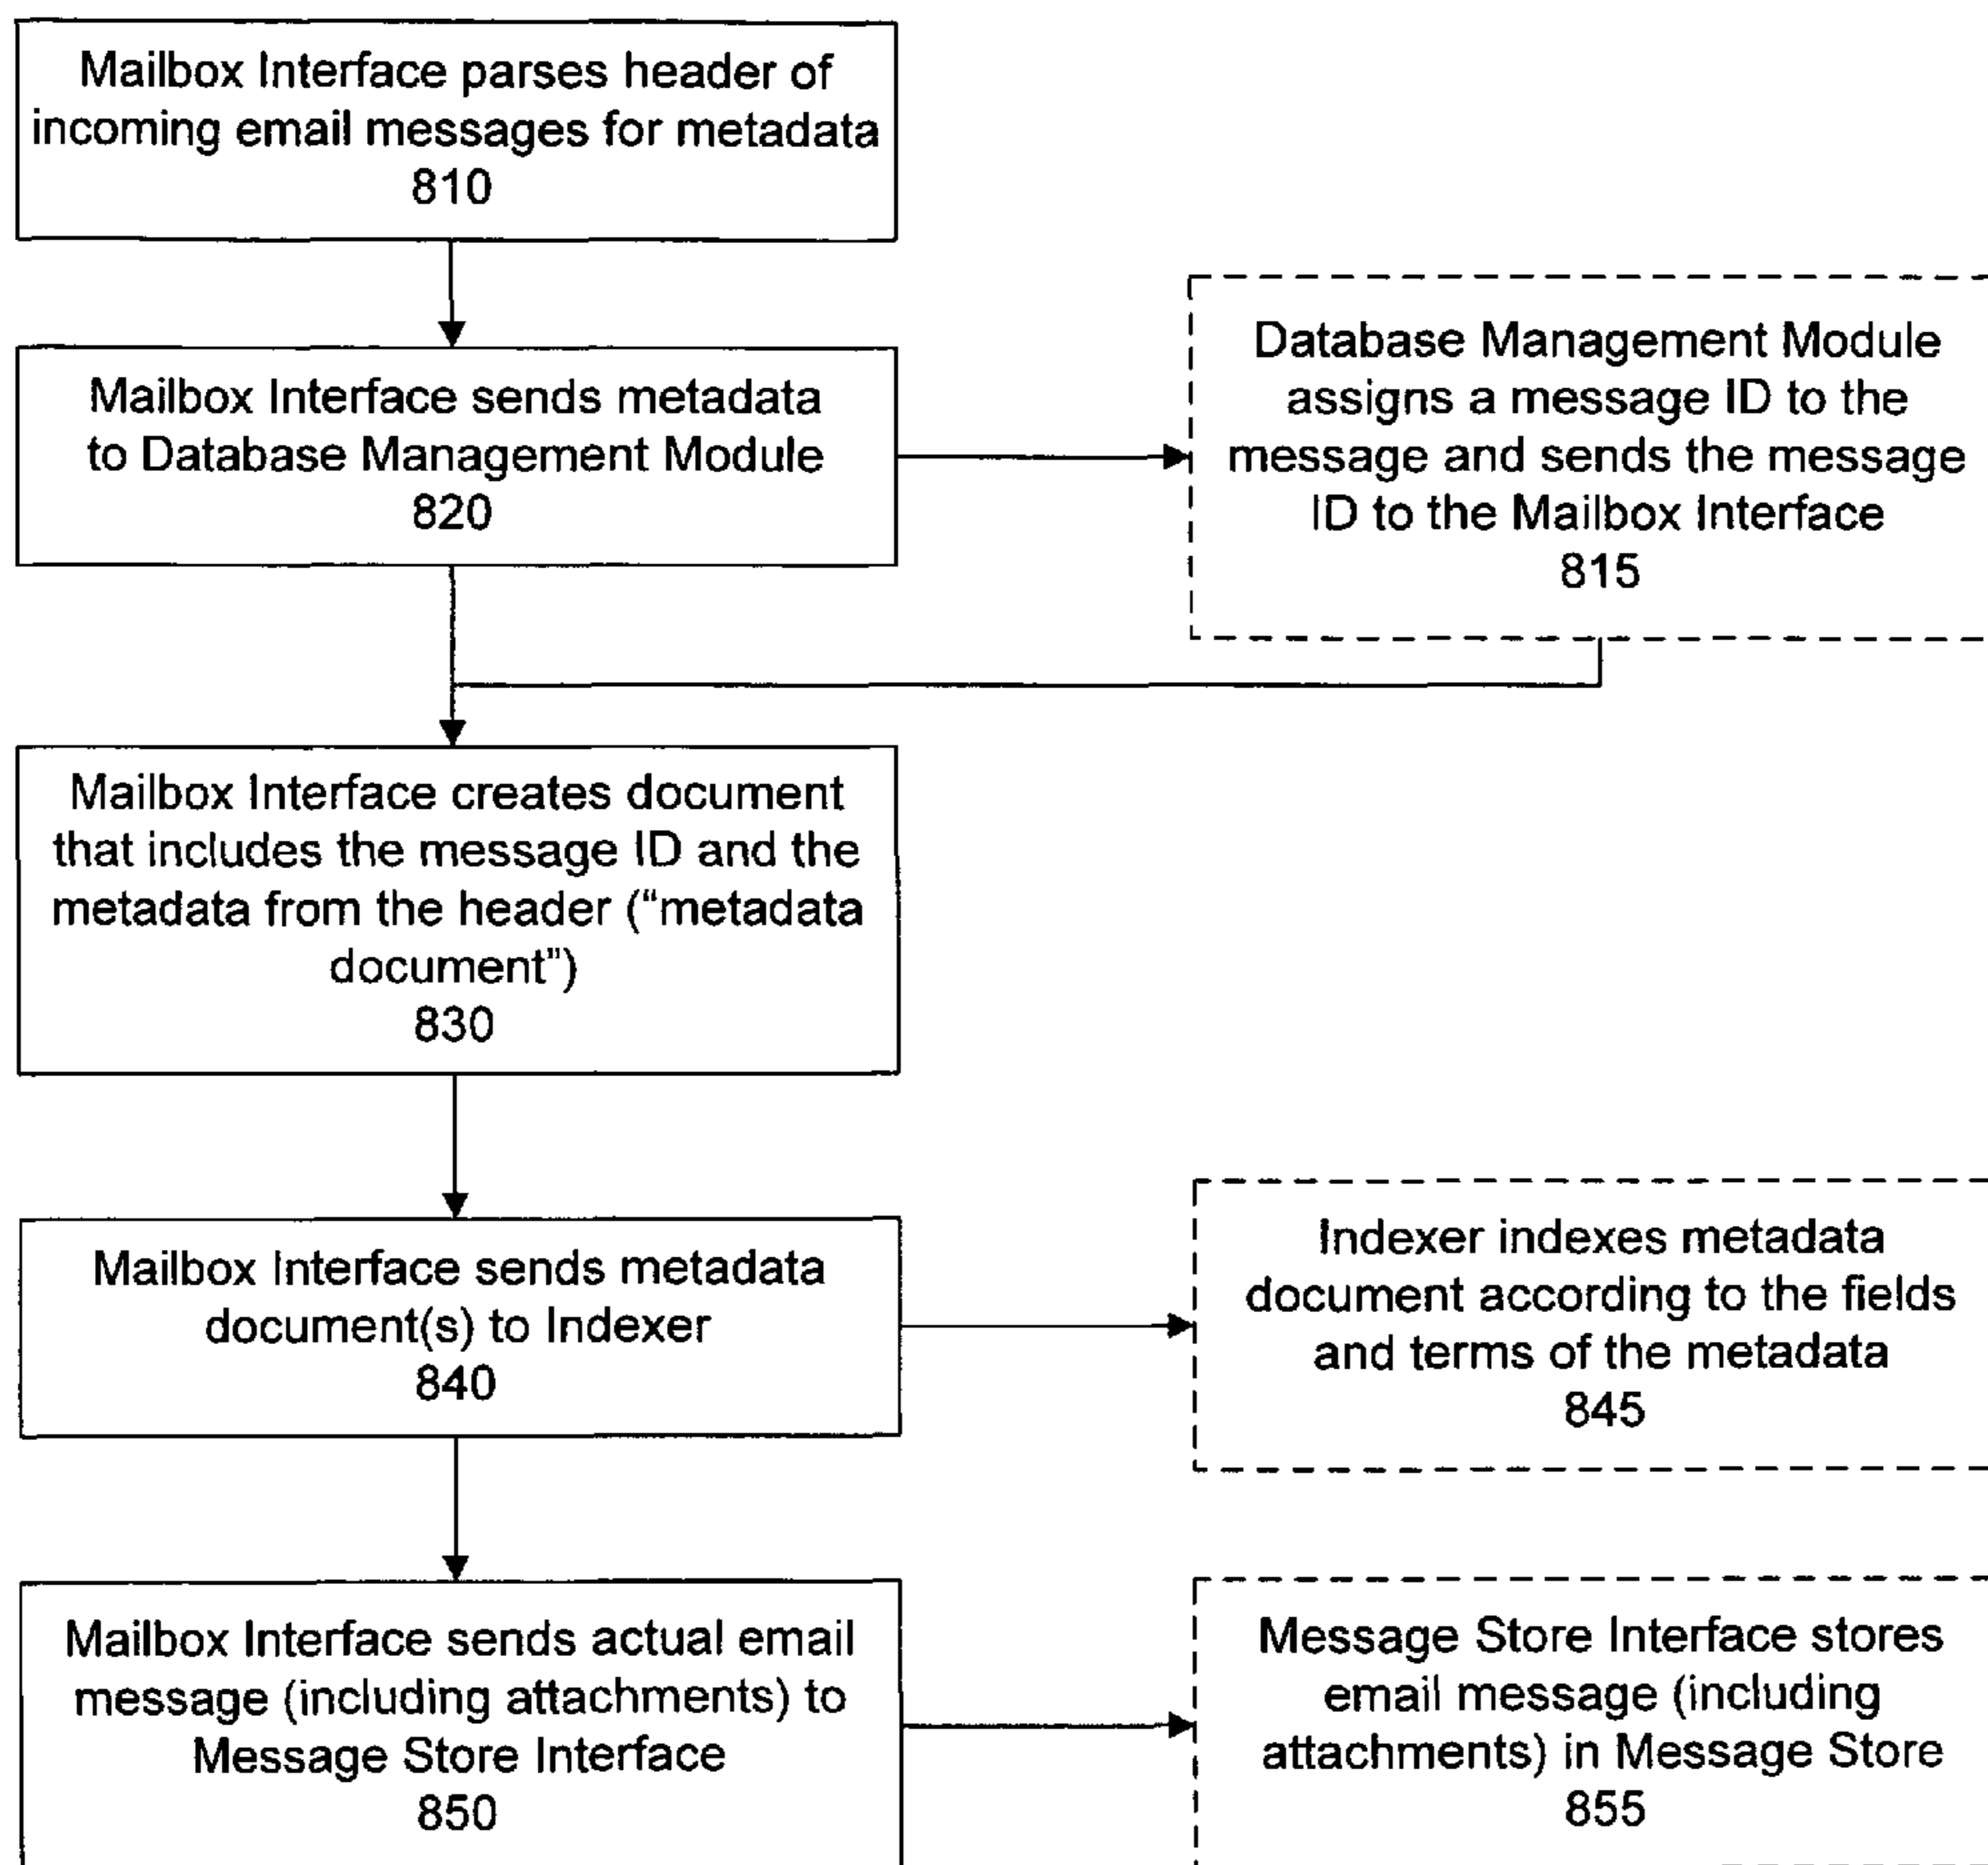 Mailbox Interface parses header of
incoming email messages for metadata
810
Mailbox Interface sends metadata
to Database Management Module
820
Database Management Module
assigns a message ID to the
message and sends the message
ID to the Mailbox Interface
815
Mailbox Interface creates document
that includes the message ID and the
metadata from the header (“metadata
document”)
830
Mailbox Interface sends metadata
document(s) to Indexer
840
Indexer indexes metadata
document according to the fields
and terms of the metadata
845
Mailbox Interface sends actual email
message (including attachments) to
Message Store Interface
850
Message Store Interface stores
email message (including
attachments) in Message Store
855